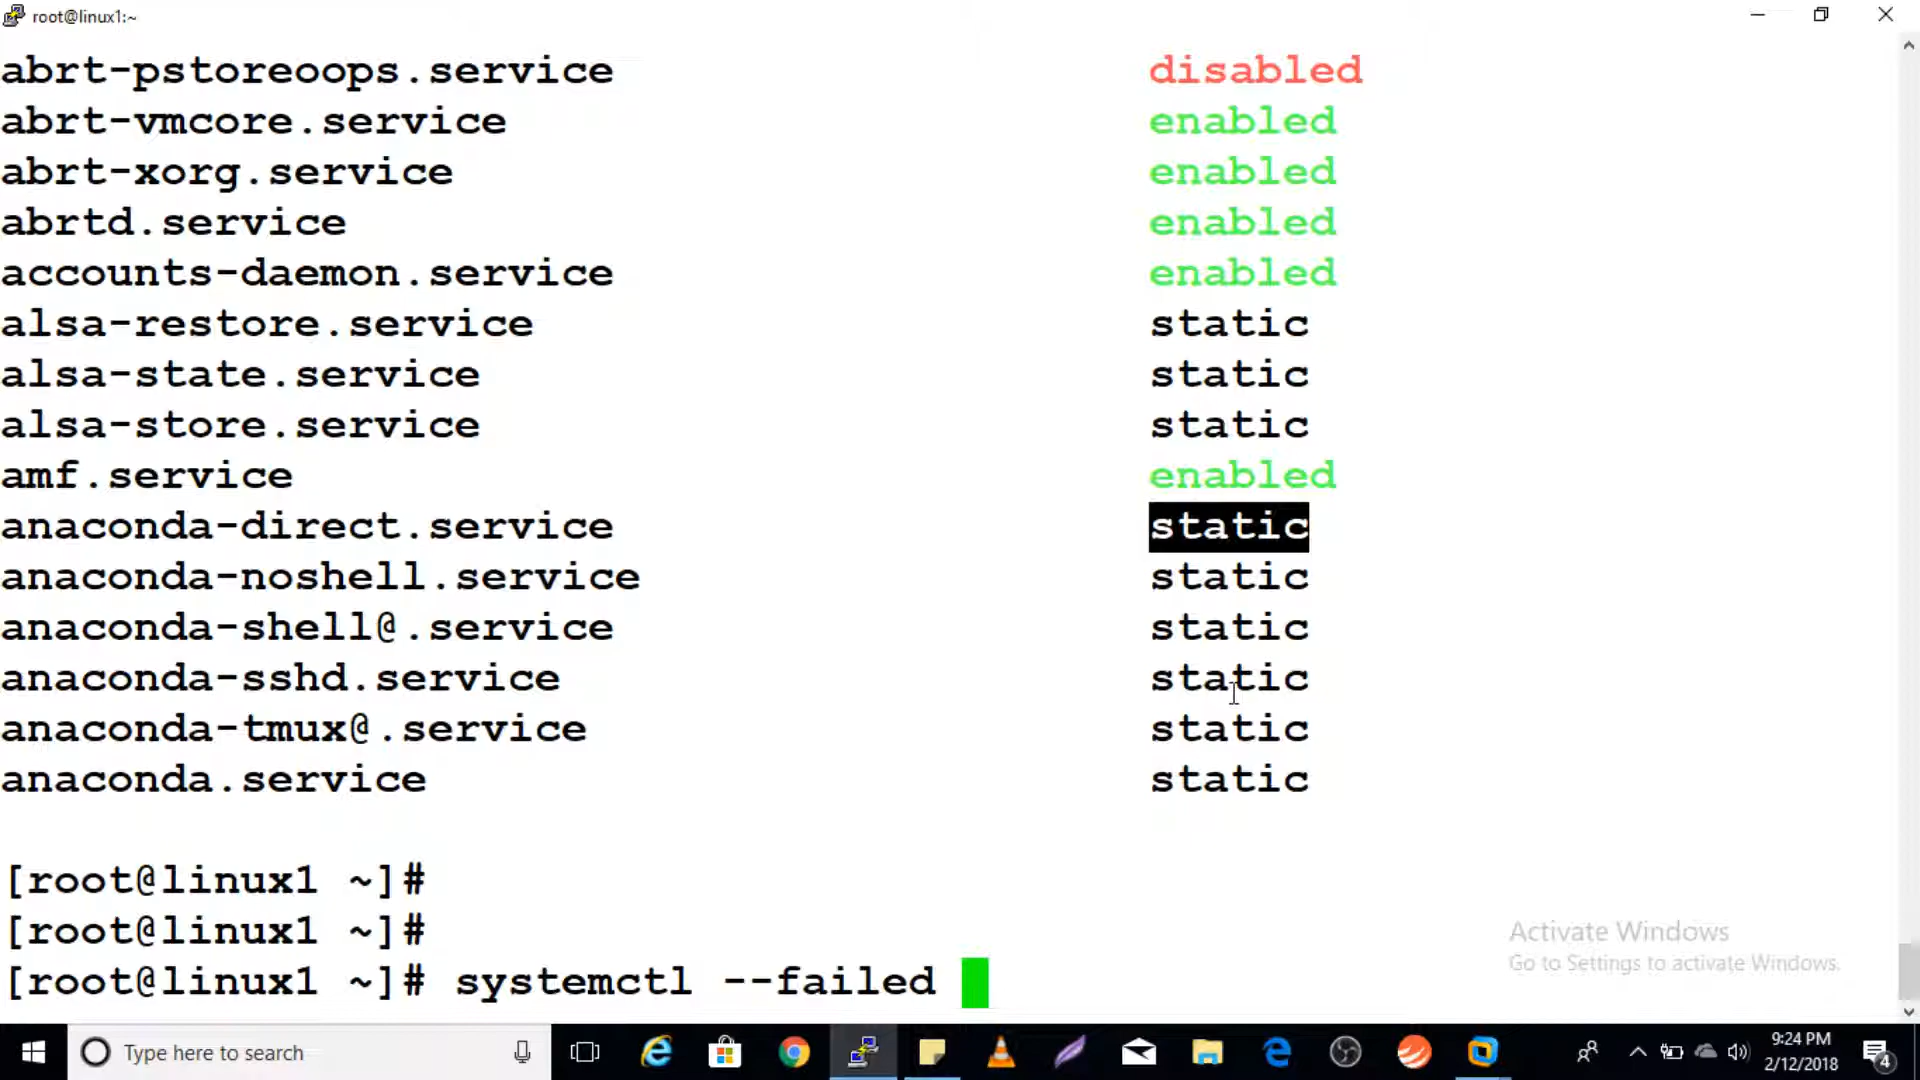 root@linux1:~
abrt-pstoreoops.service disabled
abrt-vmcore.service enabled
abrt-xorg.service enabled
abrtd.service enabled
accounts-daemon.service enabled
alsa-restore.service static
alsa-state.service static
alsa-store.service static
amf.service enabled
anaconda-direct.service static
anaconda-noshell.service static
anaconda-shell@.service static
anaconda-sshd.service static
anaconda-tmux@.service static
anaconda.service static
[root@linux1 ~]#
[root@linux1 ~]#
[root@linux1 ~]# systemctl --failed
Activate Windows
Go to Settings to activate Windows.
Type here to search
9:24 PM
2/12/2018
4